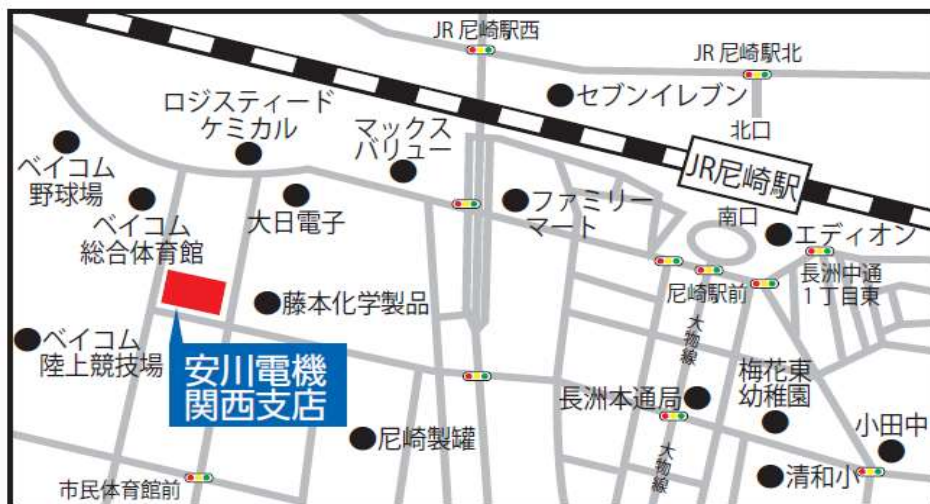 JR 尼崎駅西
JR 尼崎駅北
セブンイレブン
ロジスティード
ケミカル
マックス
バリュー
北口
JR尼崎駅
ベイコム
野球場
ベイコム
総合体育館
大日電子
ファミリー
マート
南口
エディオン
長洲中通
1丁目東
尼崎駅前
藤本化学製品
大物線
ベイコム
陸上競技場
安川電機
関西支店
長洲本通局
梅花東
幼稚園
小田中
尼崎製罐
大物線
清和小
市民体育館前